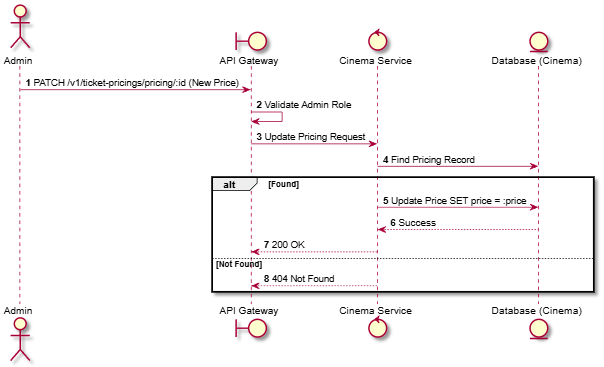 Admin
API Gateway
Cinema Service
Database (Cinema)
1 PATCH /v1/ticket-pricings/pricing/:id (New Price)
2 Validate Admin Role
3 Update Pricing Request
4 Find Pricing Record
alt [Found]
5 Update Price SET price = :price
6 Success
7 200 OK
[Not Found]
8 404 Not Found
Admin
API Gateway
Cinema Service
Database (Cinema)